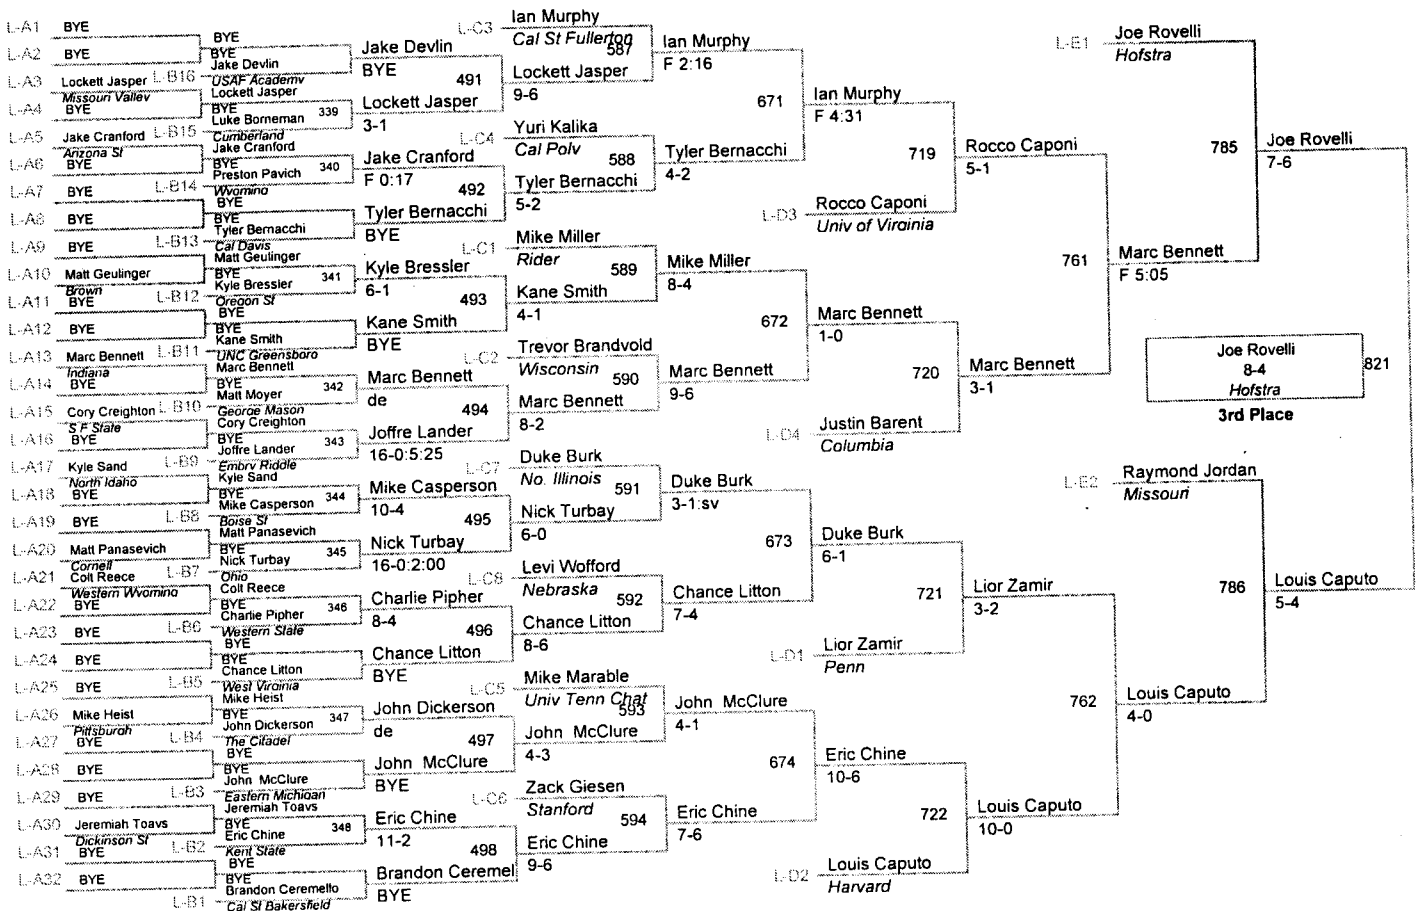 L-A1 BYE
L-A2 BYE
L-A3 Lockett Jasper
Missouri Valley
L-A4 BYE
L-A5 Jake Cranford
Arizona St
L-A6 BYE
L-A7 BYE
L-A8 BYE
L-A9 BYE
L-A10 Matt Geulinger
Brown
L-A11 BYE
L-A12 BYE
L-A13 Marc Bennett
Indiana
L-A14 BYE
L-A15 Cory Creighton
S F State
L-A16 BYE
L-A17 Kyle Sand
North Idaho
L-A18 BYE
L-A19 BYE
L-A20 Matt Panasevich
Cornell
L-A21 Colt Reece
Western Wyoming
L-A22 BYE
L-A23 BYE
L-A24 BYE
L-A25 BYE
L-A26 Mike Heist
Pittsburgh
L-A27 BYE
L-A28 BYE
L-A29 BYE
L-A30 Jeremiah Toavs
Dickinson St
L-A31 BYE
L-A32 BYE
BYE
BYE
L-B16 Jake Devlin
USAF Academy
Lockett Jasper
BYE
339
L-B15 Luke Borneman
Cumberland
Jake Cranford
BYE
340
L-B14 Preston Pavich
Wyoming
BYE
BYE
L-B13 Tyler Bernacchi
Cal Davis
Matt Geulinger
BYE
341
L-B12 Kyle Bressler
Oregon St
BYE
BYE
L-B11 Kane Smith
UNC Greensboro
Marc Bennett
BYE
342
L-B10 Matt Moyer
George Mason
Cory Creighton
BYE
343
L-B9 Joffre Lander
Embry Riddle
Kyle Sand
BYE
344
L-B8 Mike Casperson
Boise St
Matt Panasevich
BYE
345
L-B7 Nick Turbay
Ohio
Colt Reece
BYE
346
L-B6 Charlie Pipher
Western State
BYE
BYE
L-B5 Chance Litton
West Virginia
Mike Heist
BYE
347
L-B4 John Dickerson
The Citadel
BYE
BYE
L-B3 John McClure
Eastern Michigan
Jeremiah Toavs
BYE
348
L-B2 Eric Chine
Kent State
BYE
BYE
L-B1 Brandon Ceremello
Cal St Bakersfield
Jake Devlin
BYE
491
Lockett Jasper
3-1
Jake Cranford
F 0:17
492
Tyler Bernacchi
BYE
Kyle Bressler
6-1
493
Kane Smith
BYE
Marc Bennett
de
494
Joffre Lander
16-0:5:25
Mike Casperson
10-4
495
Nick Turbay
16-0:2:00
Charlie Pipher
8-4
496
Chance Litton
BYE
John Dickerson
de
497
John McClure
BYE
Eric Chine
11-2
498
Brandon Ceremel
BYE
L-C3 Ian Murphy
Cal St Fullerton
587
Lockett Jasper
9-6
L-C4 Yuri Kalika
Cal Poly
588
Tyler Bernacchi
5-2
L-C1 Mike Miller
Rider
589
Kane Smith
4-1
L-C2 Trevor Brandvold
Wisconsin
590
Marc Bennett
8-2
L-C7 Duke Burk
No. Illinois
591
Nick Turbay
6-0
L-C8 Levi Wofford
Nebraska
592
Chance Litton
8-6
L-C5 Mike Marable
Univ Tenn Chat
593
John McClure
4-3
L-C6 Zack Giesen
Stanford
594
Eric Chine
9-6
Ian Murphy
F 2:16
671
Tyler Bernacchi
4-2
Mike Miller
8-4
672
Marc Bennett
9-6
Duke Burk
3-1:sv
673
Chance Litton
7-4
John McClure
4-1
674
Eric Chine
7-6
Ian Murphy
F 4:31
719
L-D3 Rocco Caponi
Univ of Virginia
Marc Bennett
1-0
720
L-D4 Justin Barent
Columbia
Duke Burk
6-1
721
L-D1 Lior Zamir
Penn
Eric Chine
10-6
722
L-D2 Louis Caputo
Harvard
Rocco Caponi
5-1
761
Marc Bennett
3-1
Lior Zamir
3-2
762
Louis Caputo
10-0
L-E1 Joe Rovelli
Hofstra
785
Marc Bennett
F 5:05
L-E2 Raymond Jordan
Missouri
786
Louis Caputo
4-0
Joe Rovelli
7-6
Louis Caputo
5-4
Joe Rovelli
8-4
Hofstra
821
3rd Place